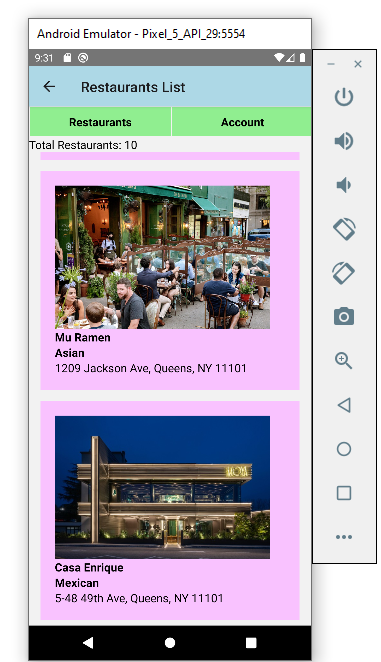 Android Emulator - Pixel_5_API_29:5554
9:31
Restaurants List
Restaurants Account
Total Restaurants: 10
Mu Ramen
Asian
1209 Jackson Ave, Queens, NY 11101
MOYA
Casa Enrique
Mexican
5-48 49th Ave, Queens, NY 11101